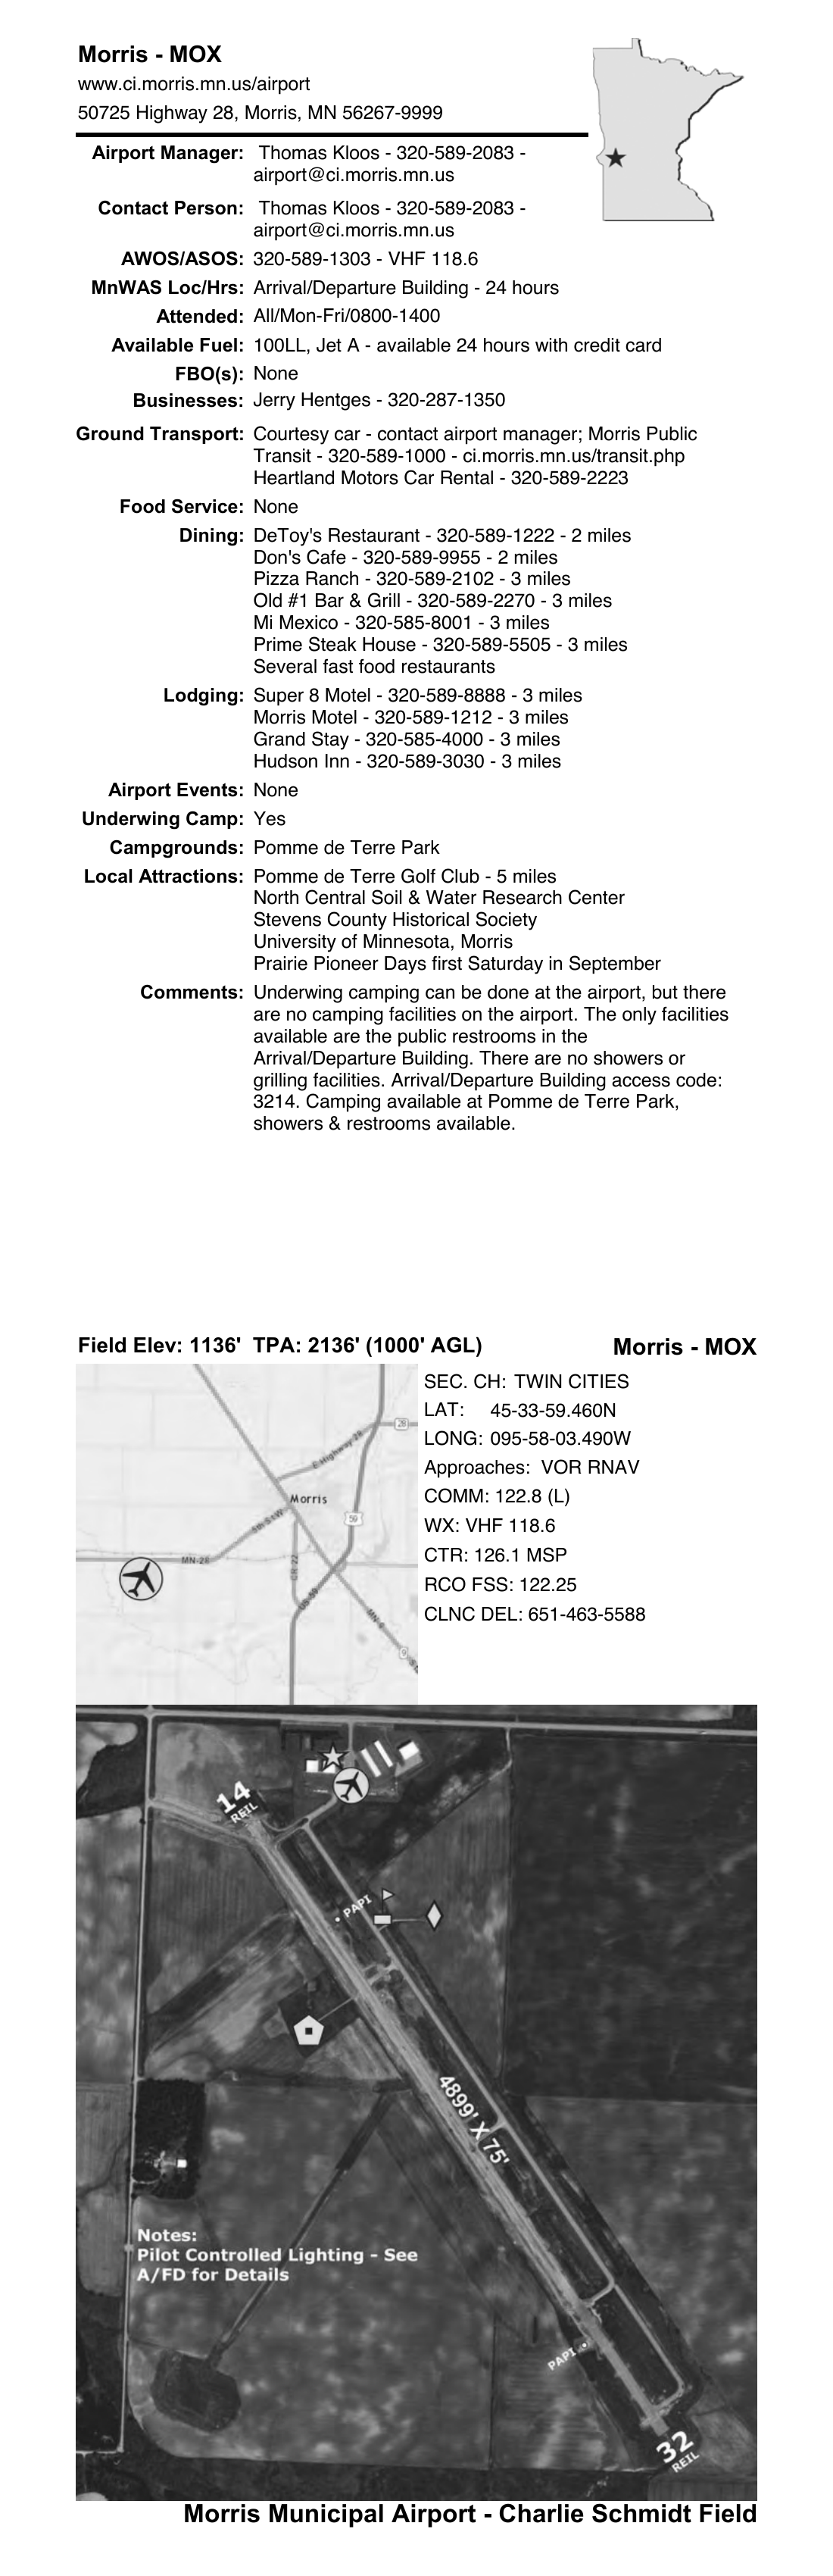 Morris - MOX
www.ci.morris.mn.us/airport
50725 Highway 28, Morris, MN 56267-9999
Airport Manager: Thomas Kloos - 320-589-2083 -
airport@ci.morris.mn.us
Contact Person: Thomas Kloos - 320-589-2083 -
airport@ci.morris.mn.us
AWOS/ASOS: 320-589-1303 - VHF 118.6
MnWAS Loc/Hrs: Arrival/Departure Building - 24 hours
Attended: All/Mon-Fri/0800-1400
Available Fuel: 100LL, Jet A - available 24 hours with credit card
FBO(s): None
Businesses: Jerry Hentges - 320-287-1350
Ground Transport: Courtesy car - contact airport manager; Morris Public
Transit - 320-589-1000 - ci.morris.mn.us/transit.php
Heartland Motors Car Rental - 320-589-2223
Food Service: None
Dining: DeToy's Restaurant - 320-589-1222 - 2 miles
Don's Cafe - 320-589-9955 - 2 miles
Pizza Ranch - 320-589-2102 - 3 miles
Old #1 Bar & Grill - 320-589-2270 - 3 miles
Mi Mexico - 320-585-8001 - 3 miles
Prime Steak House - 320-589-5505 - 3 miles
Several fast food restaurants
Lodging: Super 8 Motel - 320-589-8888 - 3 miles
Morris Motel - 320-589-1212 - 3 miles
Grand Stay - 320-585-4000 - 3 miles
Hudson Inn - 320-589-3030 - 3 miles
Airport Events: None
Underwing Camp: Yes
Campgrounds: Pomme de Terre Park
Local Attractions: Pomme de Terre Golf Club - 5 miles
North Central Soil & Water Research Center
Stevens County Historical Society
University of Minnesota, Morris
Prairie Pioneer Days first Saturday in September
Comments: Underwing camping can be done at the airport, but there
are no camping facilities on the airport. The only facilities
available are the public restrooms in the
Arrival/Departure Building. There are no showers or
grilling facilities. Arrival/Departure Building access code:
3214. Camping available at Pomme de Terre Park,
showers & restrooms available.
Field Elev: 1136' TPA: 2136' (1000' AGL)
Morris - MOX
SEC. CH: TWIN CITIES
LAT: 45-33-59.460N
LONG: 095-58-03.490W
Approaches: VOR RNAV
COMM: 122.8 (L)
WX: VHF 118.6
CTR: 126.1 MSP
RCO FSS: 122.25
CLNC DEL: 651-463-5588
28
E Highway 28
Morris
59
MN-28
9
14
REIL
PAPI
4899' X 75'
Notes:
Pilot Controlled Lighting - See
A/FD for Details
PAPI
32
REIL
Morris Municipal Airport - Charlie Schmidt Field